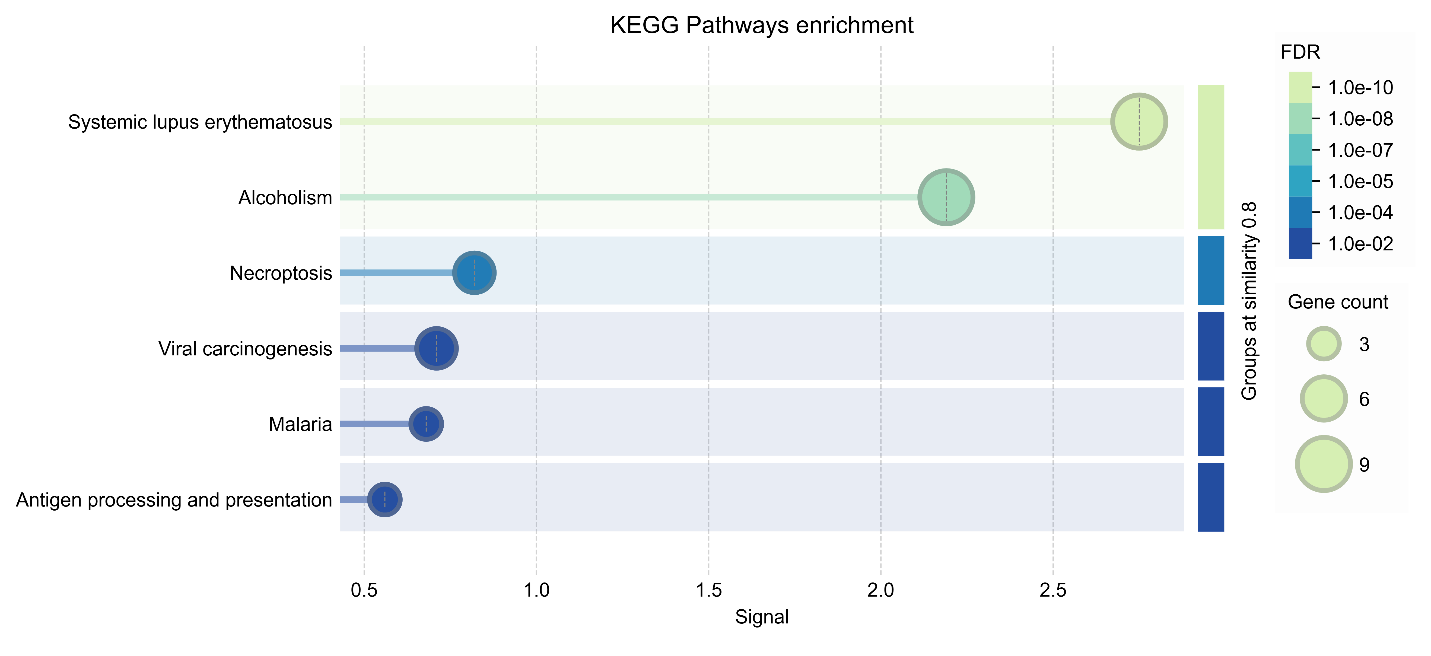 KEGG Pathways enrichment
Systemic lupus erythematosus
Alcoholism
Necroptosis
Viral carcinogenesis
Malaria
Antigen processing and presentation
0.5
1.0
1.5
2.0
2.5
Signal
Groups at similarity 0.8
FDR
1.0e-10
1.0e-08
1.0e-07
1.0e-05
1.0e-04
1.0e-02
Gene count
3
6
9